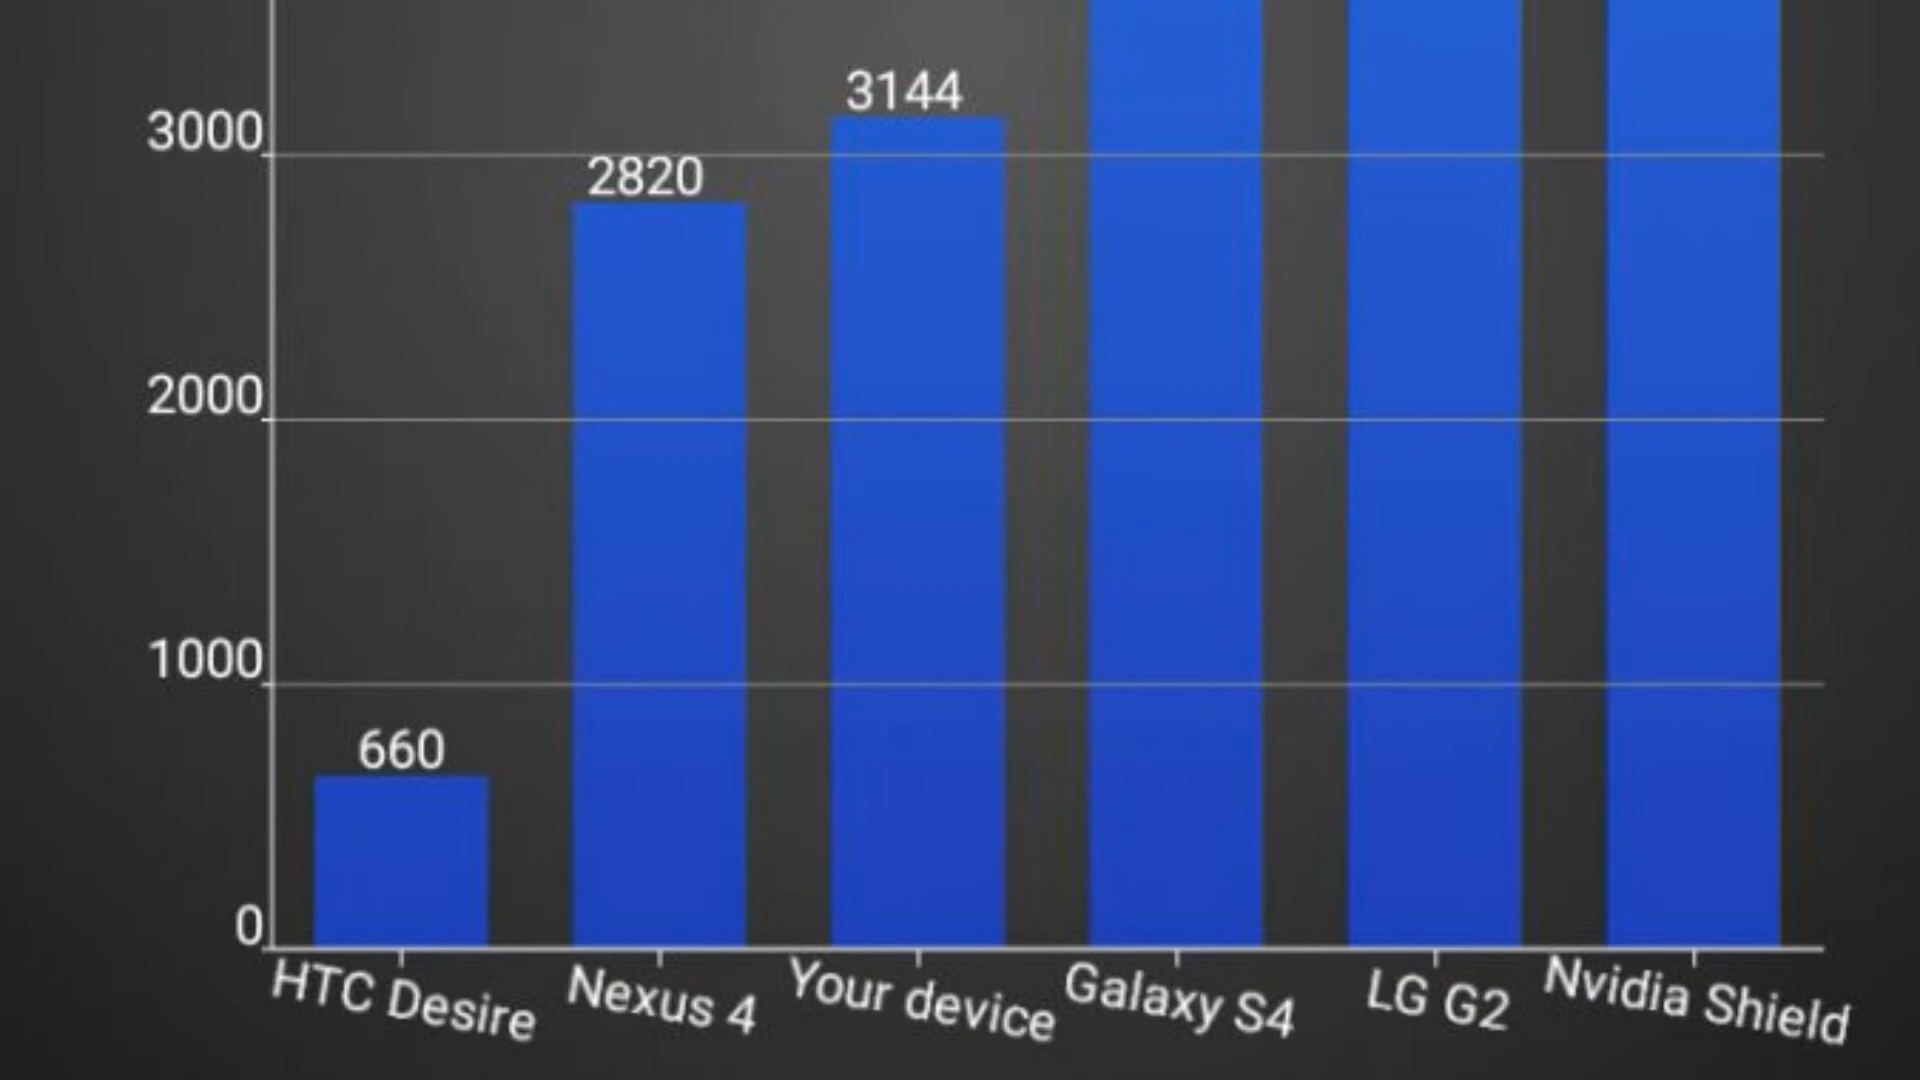 3144
3000
2820
2000
1000
660
0
HTC Desire
Nexus 4
Your device
Galaxy S4
LG G2
Nvidia Shield